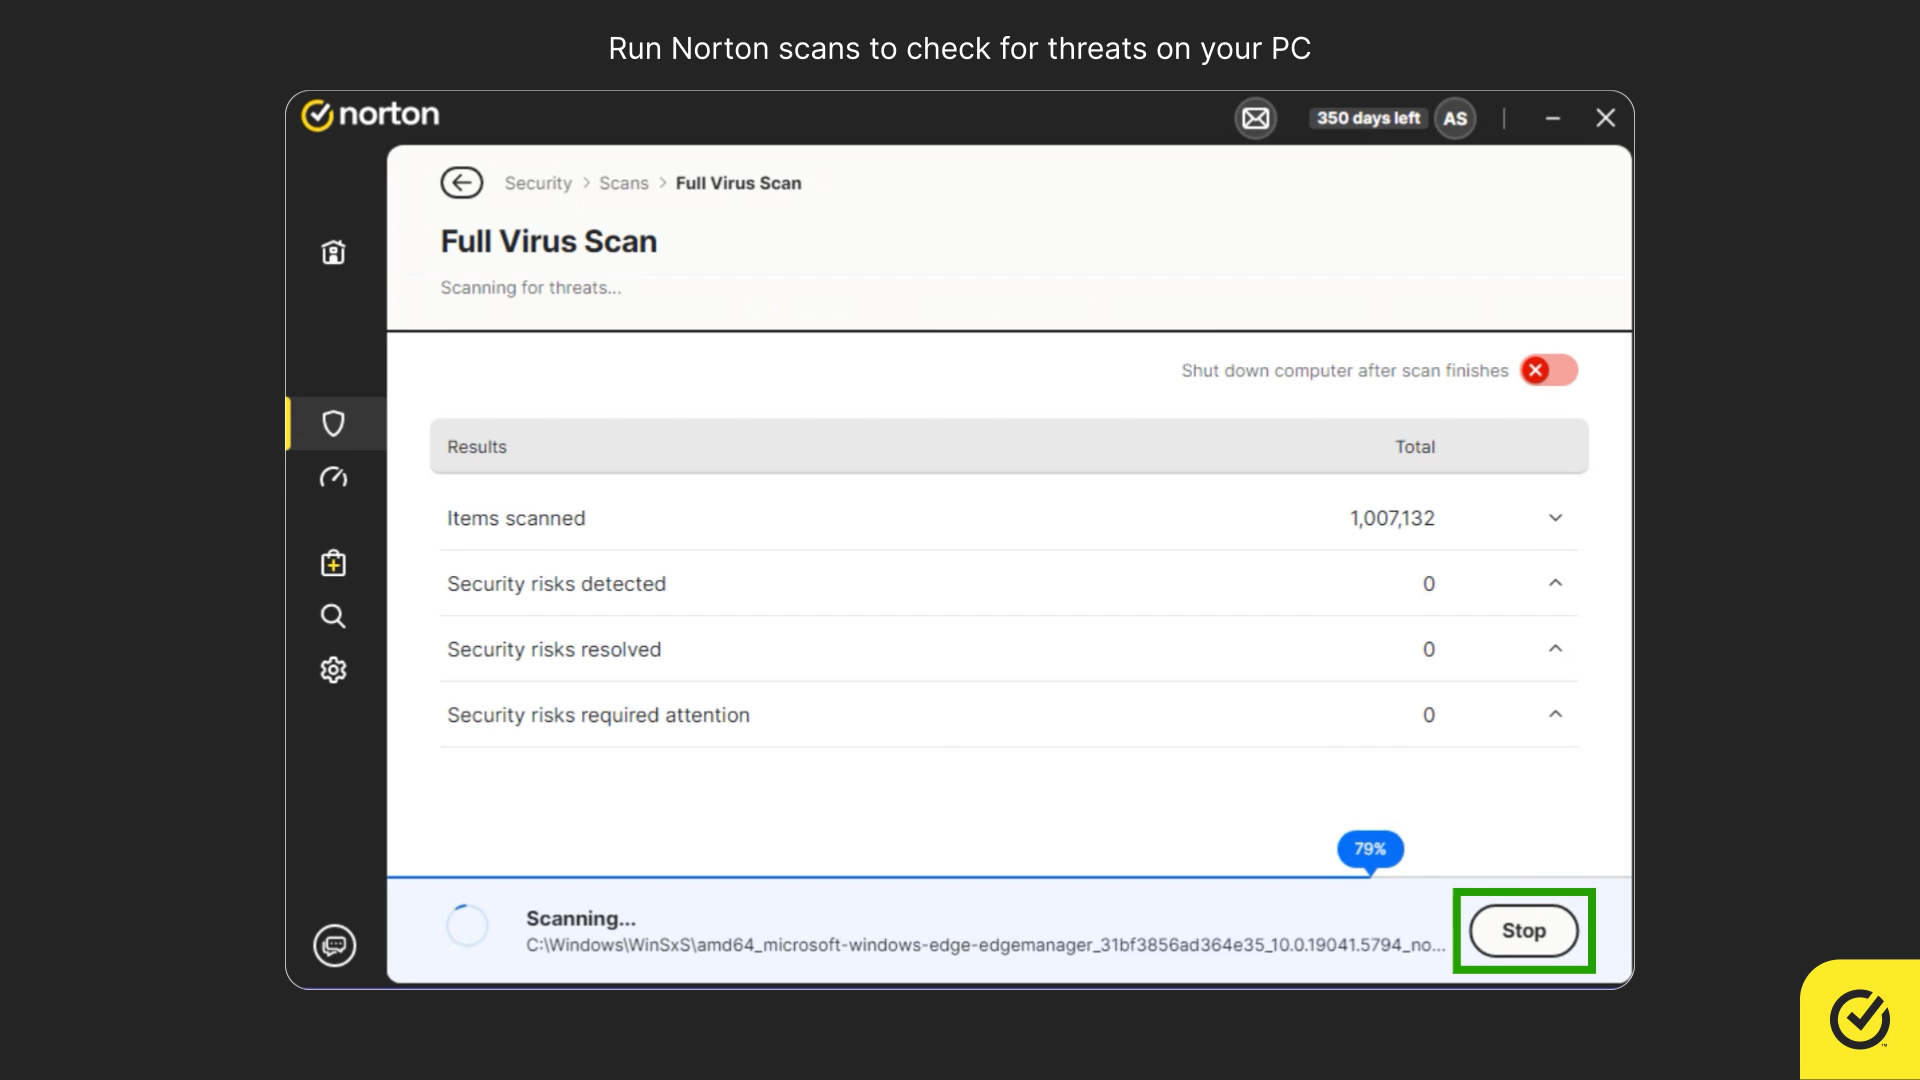 Run Norton scans to check for threats on your PC
norton
350 days left
AS
Security > Scans > Full Virus Scan
Full Virus Scan
Scanning for threats...
Shut down computer after scan finishes
Results Total
Items scanned 1,007,132
Security risks detected 0
Security risks resolved 0
Security risks required attention 0
79%
Scanning...
C:\Windows\WinSxS\amd64_microsoft-windows-edge-edgemanager_31bf3856ad364e35_10.0.19041.5794_no...
Stop